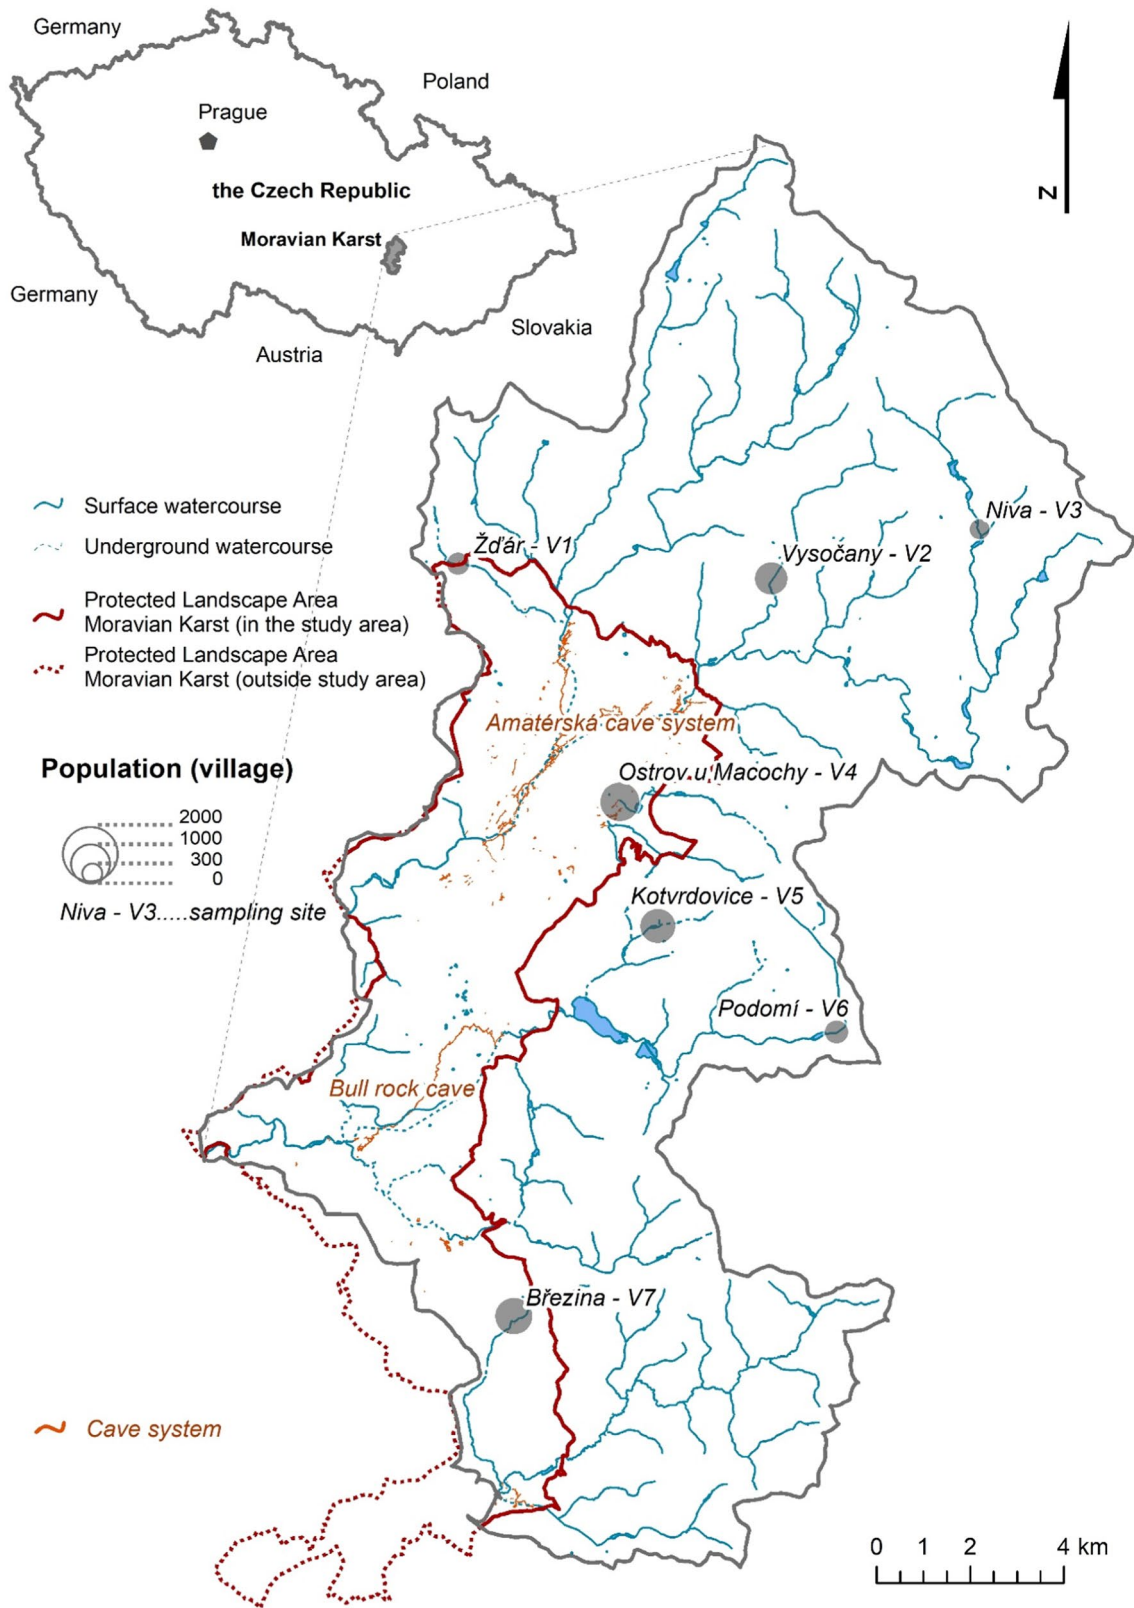 Germany
Poland
Prague
the Czech Republic
Moravian Karst
Germany
Slovakia
Austria
N
Surface watercourse
Underground watercourse
Protected Landscape Area
Moravian Karst (in the study area)
Protected Landscape Area
Moravian Karst (outside study area)
Population (village)
2000
1000
300
0
Niva - V3.....sampling site
Žďár - V1
Vysočany - V2
Niva - V3
Amatérská cave system
Ostrov u Macochy - V4
Kotvrdovice - V5
Podomí - V6
Bull rock cave
Březina - V7
Cave system
0 1 2 4 km